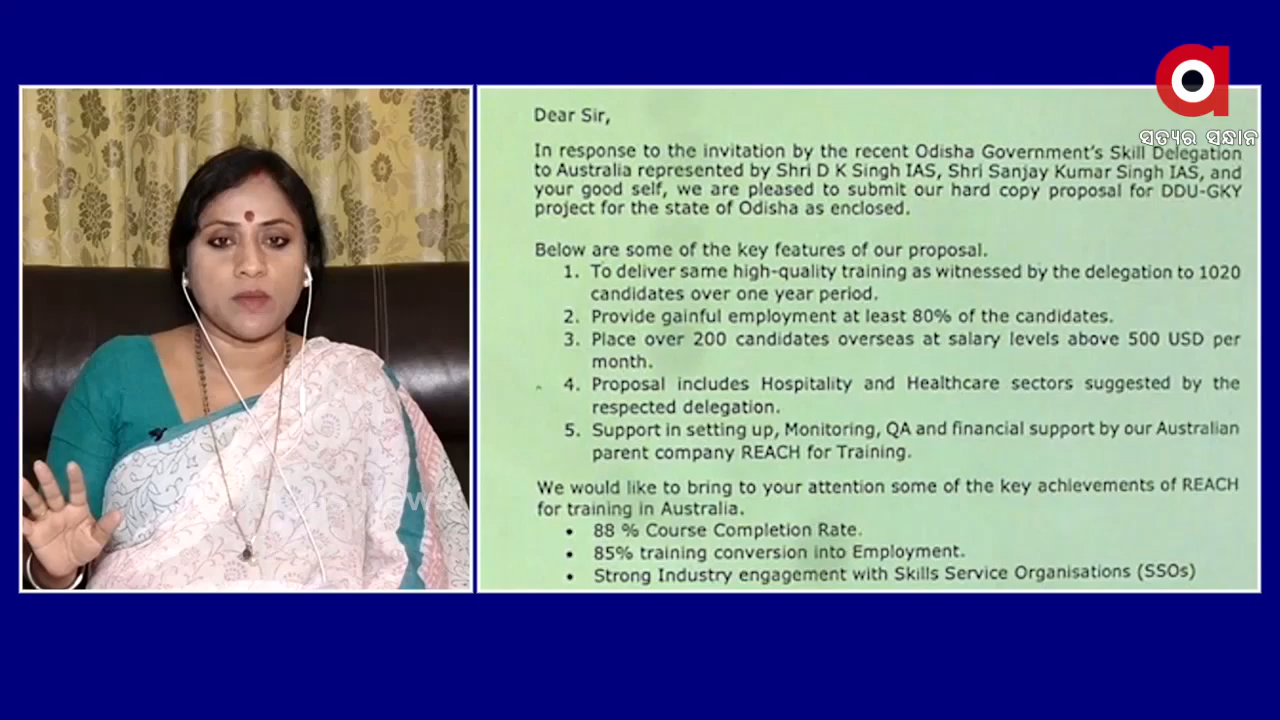 ସତ୍ୟର ସନ୍ଧାନ
Dear Sir,
In response to the invitation by the recent Odisha Government's Skill Delegation
to Australia represented by Shri D K Singh IAS, Shri Sanjay Kumar Singh IAS, and
your good self, we are pleased to submit our hard copy proposal for DDU-GKY
project for the state of Odisha as enclosed.
Below are some of the key features of our proposal.
1. To deliver same high-quality training as witnessed by the delegation to 1020
candidates over one year period.
2. Provide gainful employment at least 80% of the candidates.
3. Place over 200 candidates overseas at salary levels above 500 USD per
month.
4. Proposal includes Hospitality and Healthcare sectors suggested by the
respected delegation.
5. Support in setting up, Monitoring, QA and financial support by our Australian
parent company REACH for Training.
We would like to bring to your attention some of the key achievements of REACH
for training in Australia.
• 88 % Course Completion Rate.
• 85% training conversion into Employment.
• Strong Industry engagement with Skills Service Organisations (SSOs)